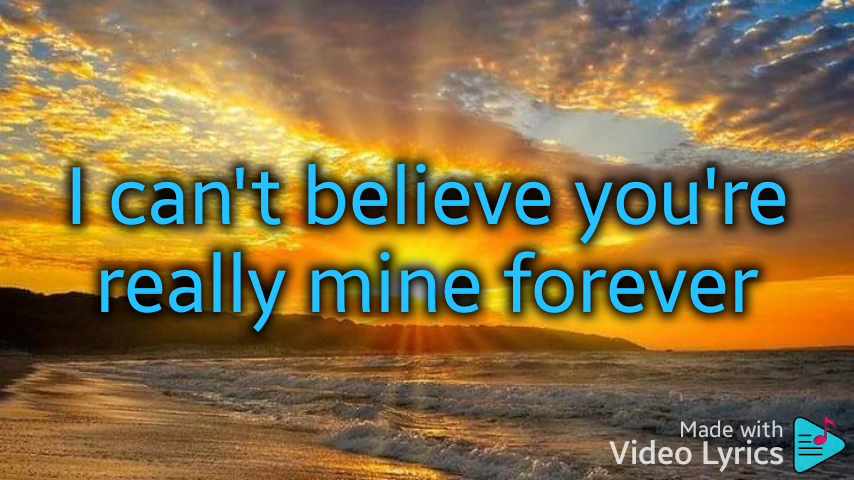 I can't believe you're
really mine forever
Made with
Video Lyrics